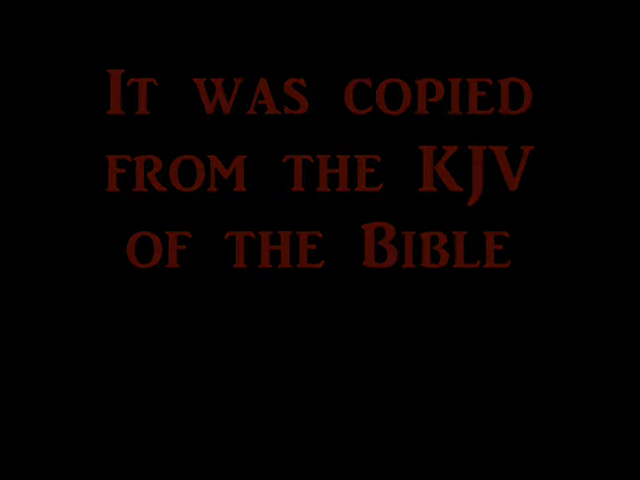 It was copied
from the KJV
of the Bible